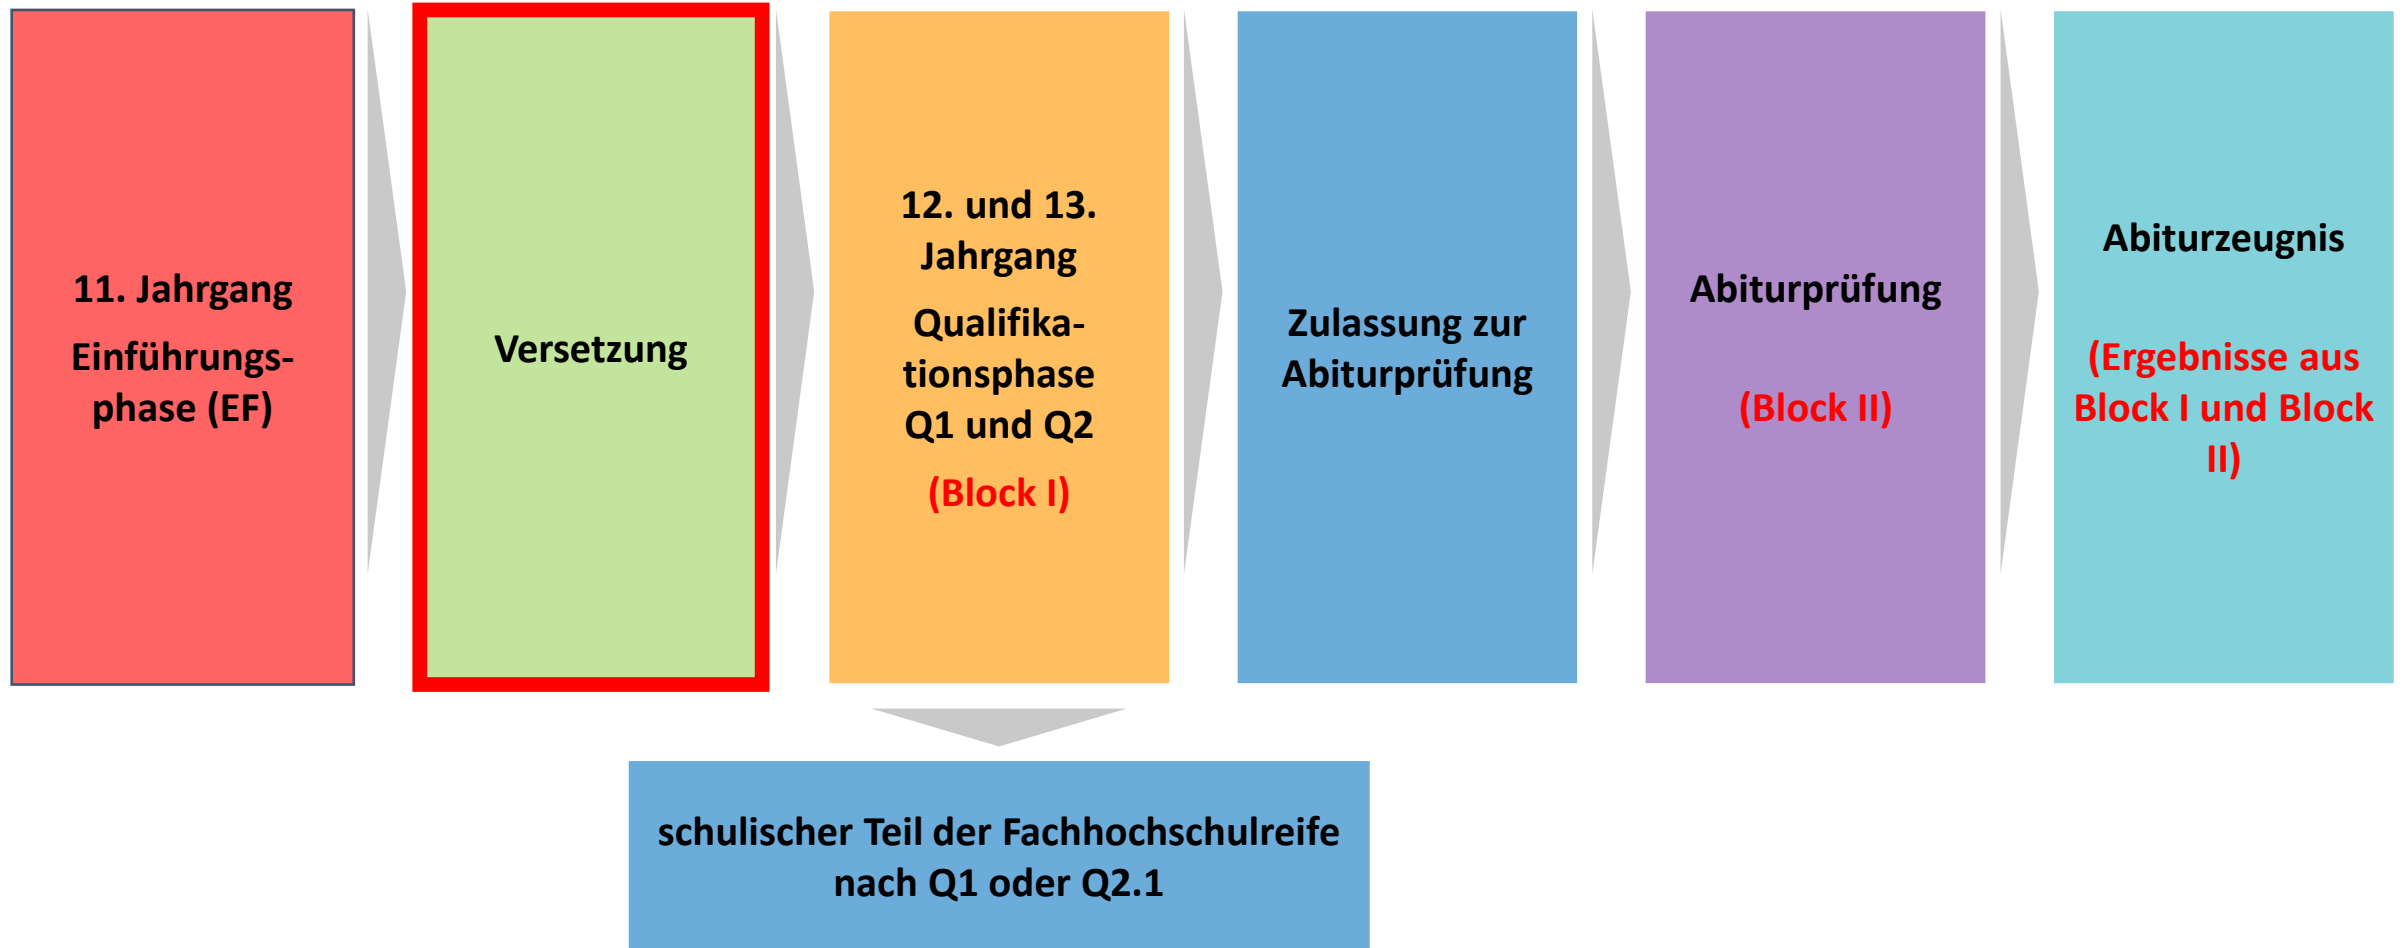 11. Jahrgang
Einführungs-
phase (EF)
Versetzung
12. und 13.
Jahrgang
Qualifika-
tionsphase
Q1 und Q2
(Block I)
Zulassung zur
Abiturprüfung
Abiturprüfung
(Block II)
Abiturzeugnis
(Ergebnisse aus
Block I und Block
II)
schulischer Teil der Fachhochschulreife
nach Q1 oder Q2.1